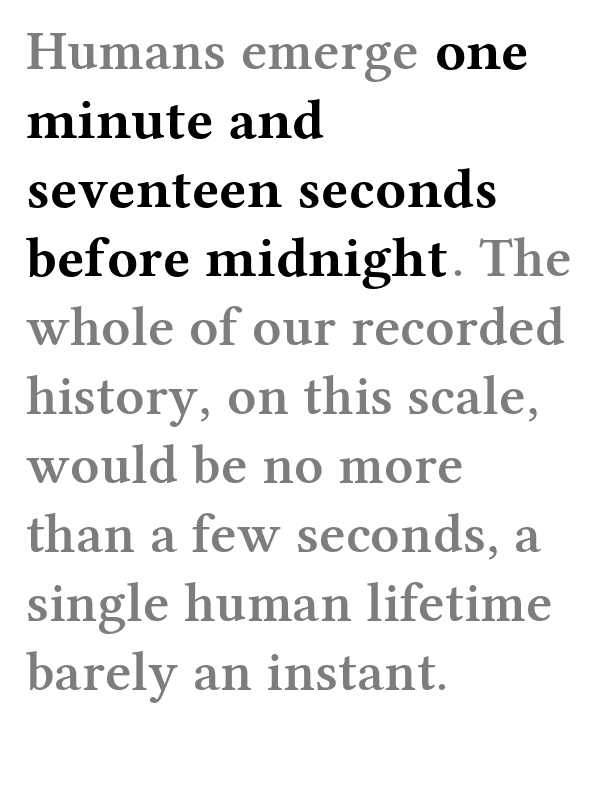 Humans emerge one
minute and
seventeen seconds
before midnight. The
whole of our recorded
history, on this scale,
would be no more
than a few seconds, a
single human lifetime
barely an instant.